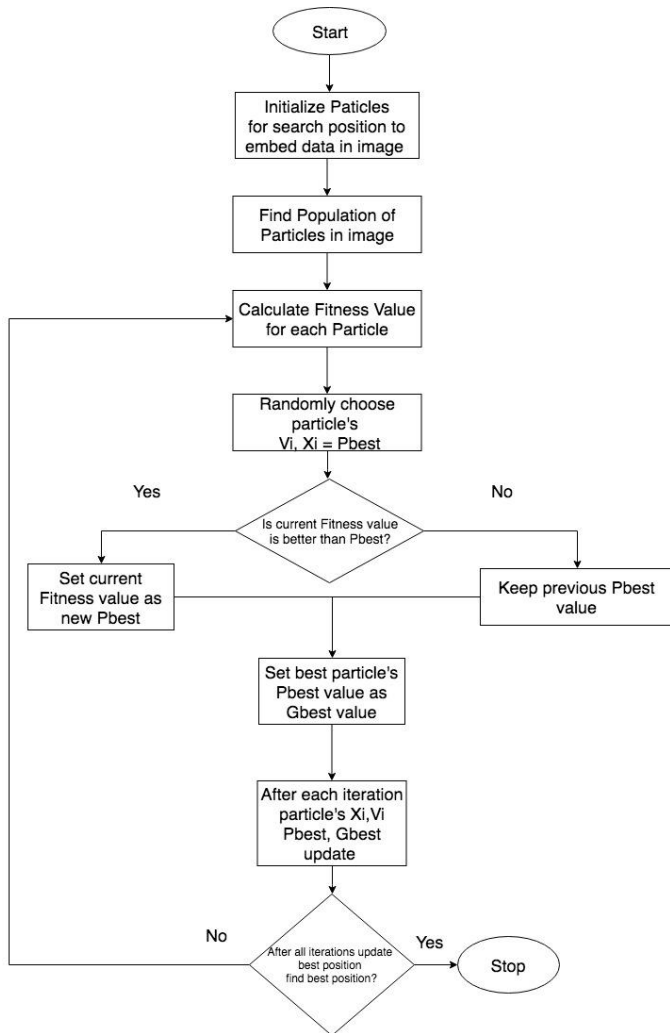 Start
Initialize Paticles
for search position to
embed data in image
Find Population of
Particles in image
Calculate Fitness Value
for each Particle
Randomly choose
particle's
Vi, Xi = Pbest
Yes
No
Is current Fitness value
is better than Pbest?
Set current
Fitness value as
new Pbest
Keep previous Pbest
value
Set best particle's
Pbest value as
Gbest value
After each iteration
particle's Xi,Vi
Pbest, Gbest
update
No
Yes
After all iterations update
best position
find best position?
Stop